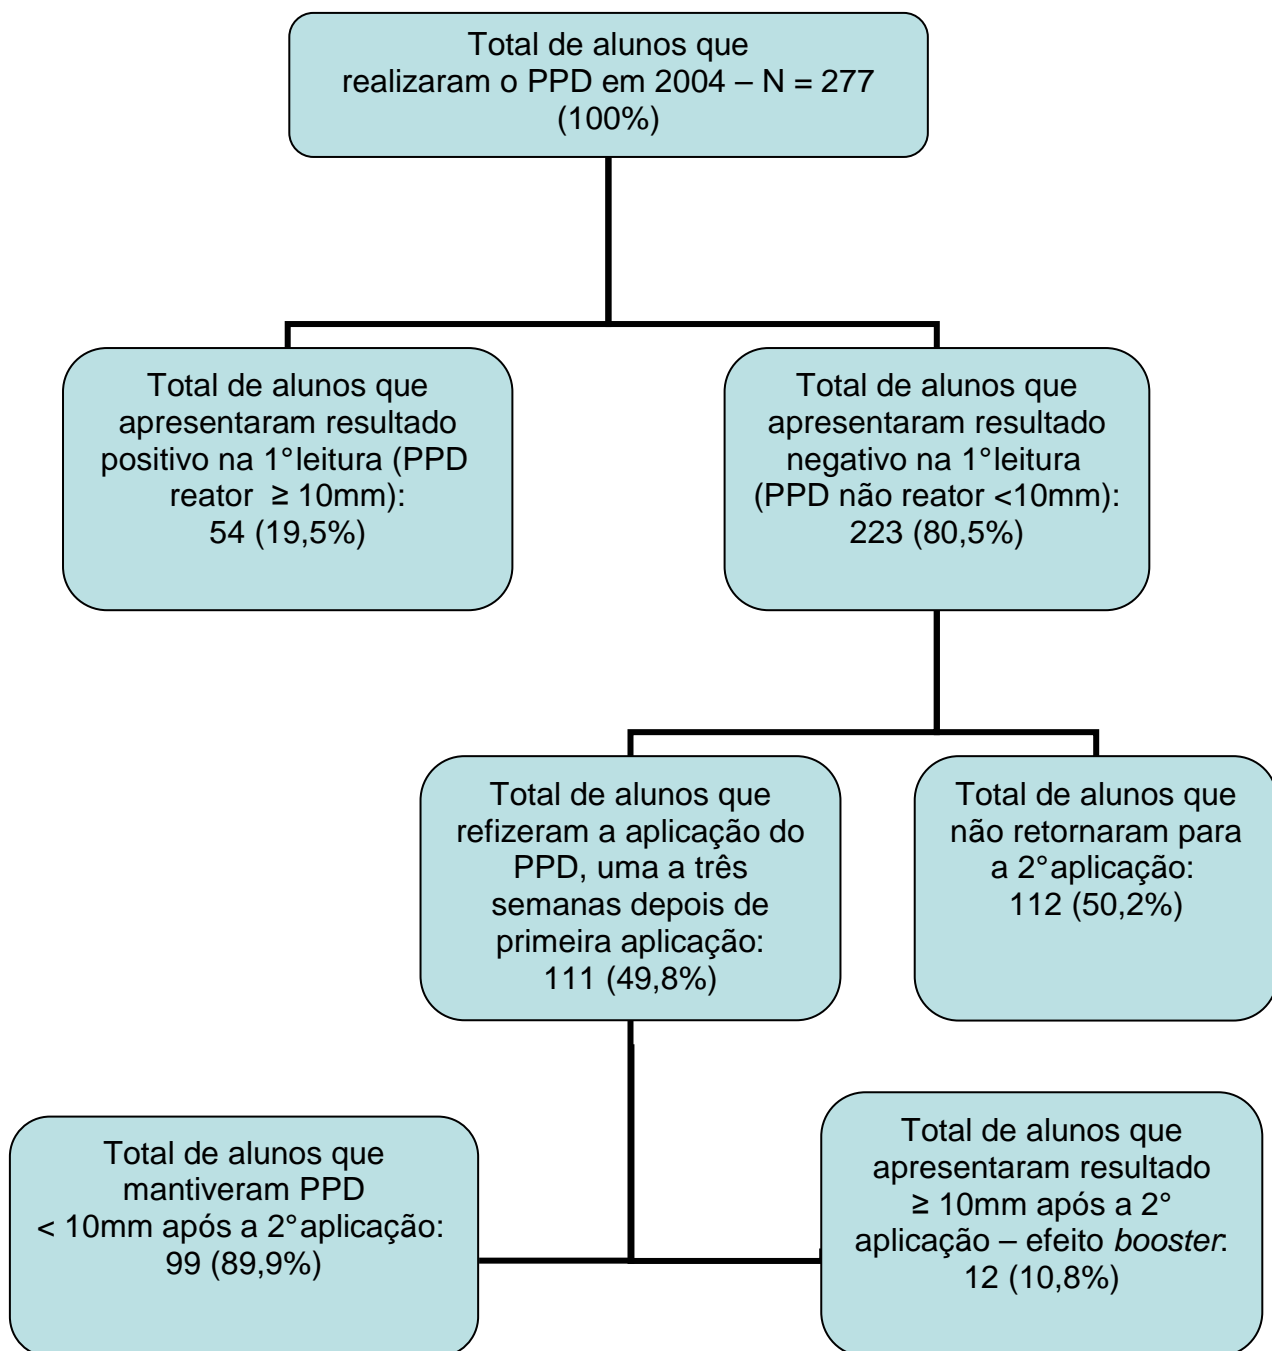 Total de alunos que
realizaram o PPD em 2004 – N = 277
(100%)
Total de alunos que
apresentaram resultado
positivo na 1° leitura (PPD
reator ≥ 10mm):
54 (19,5%)
Total de alunos que
apresentaram resultado
negativo na 1° leitura
(PPD não reator <10mm):
223 (80,5%)
Total de alunos que
refizeram a aplicação do
PPD, uma a três
semanas depois de
primeira aplicação:
111 (49,8%)
Total de alunos que
não retornaram para
a 2° aplicação:
112 (50,2%)
Total de alunos que
mantiveram PPD
< 10mm após a 2° aplicação:
99 (89,9%)
Total de alunos que
apresentaram resultado
≥ 10mm após a 2°
aplicação – efeito booster:
12 (10,8%)